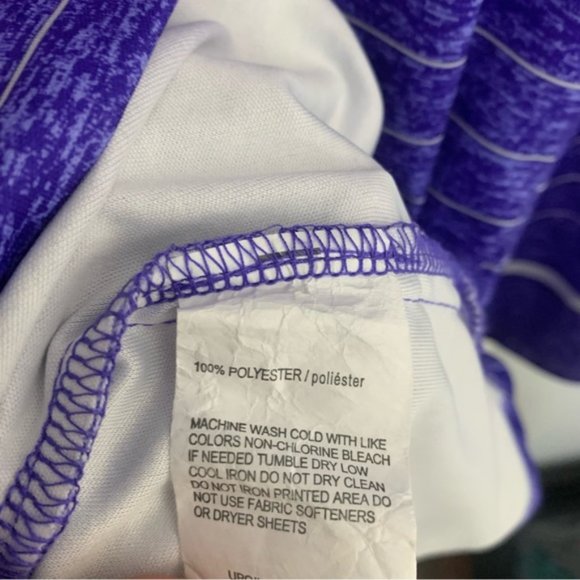 100% POLYESTER / poliéster
MACHINE WASH COLD WITH LIKE
COLORS NON-CHLORINE BLEACH
IF NEEDED TUMBLE DRY LOW
COOL IRON DO NOT DRY CLEAN
DO NOT IRON PRINTED AREA DO
NOT USE FABRIC SOFTENERS
OR DRYER SHEETS